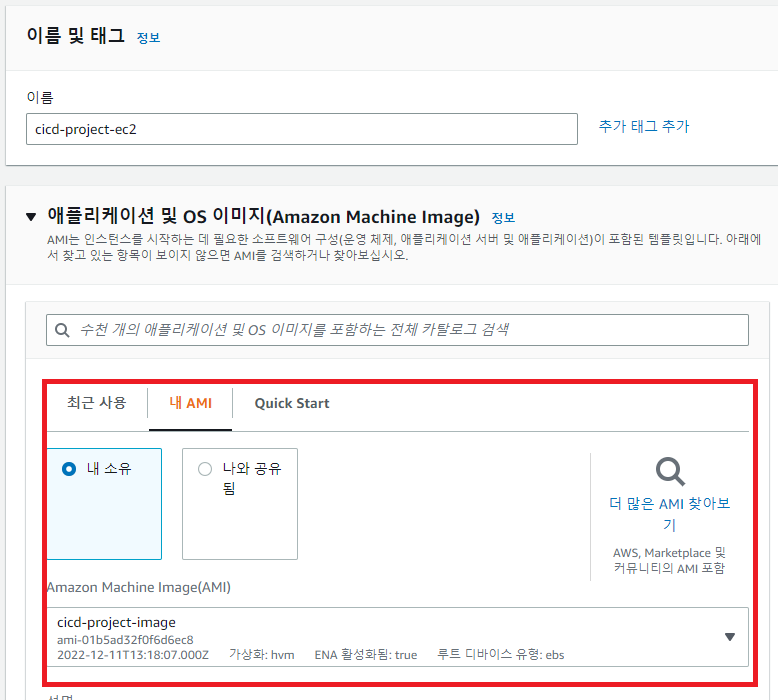 이름 및 태그 정보
이름
cicd-project-ec2
추가 태그 추가
애플리케이션 및 OS 이미지(Amazon Machine Image) 정보
AMI는 인스턴스를 시작하는 데 필요한 소프트웨어 구성(운영 체제, 애플리케이션 서버 및 애플리케이션)이 포함된 템플릿입니다. 아래에
서 찾고 있는 항목이 보이지 않으면 AMI를 검색하거나 찾아보십시오.
수천 개의 애플리케이션 및 OS 이미지를 포함하는 전체 카탈로그 검색
최근 사용 내 AMI Quick Start
내 소유
나와 공유
됨
더 많은 AMI 찾아보
기
AWS, Marketplace 및
커뮤니티의 AMI 포함
Amazon Machine Image(AMI)
cicd-project-image
ami-01b5ad32f0f6d6ec8
2022-12-11T13:18:07.000Z 가상화: hvm ENA 활성화됨: true 루트 디바이스 유형: ebs